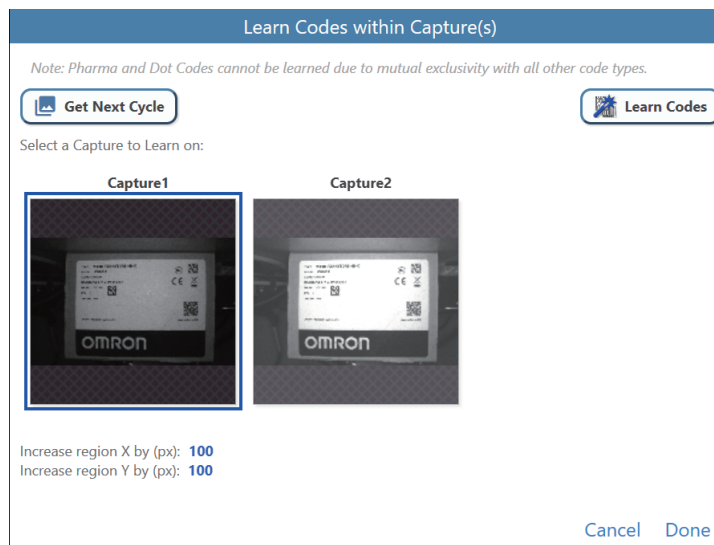 Learn Codes within Capture(s)
Note: Pharma and Dot Codes cannot be learned due to mutual exclusivity with all other code types.
Get Next Cycle
Learn Codes
Select a Capture to Learn on:
Capture1
Capture2
CE
OMRON
CE
OMRON
Increase region X by (px): 100
Increase region Y by (px): 100
Cancel
Done